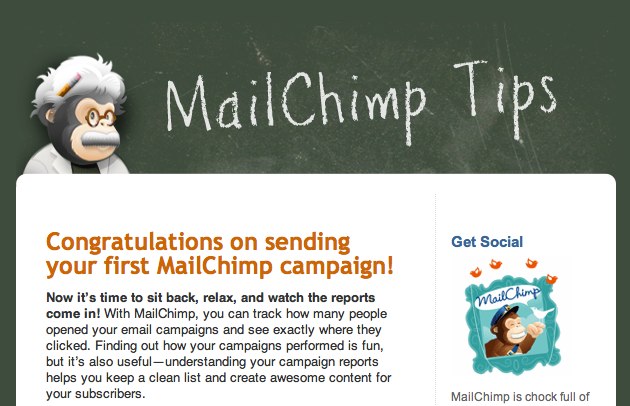 MailChimp Tips
Congratulations on sending
your first MailChimp campaign!
Now it's time to sit back, relax, and watch the reports
come in! With MailChimp, you can track how many people
opened your email campaigns and see exactly where they
clicked. Finding out how your campaigns performed is fun,
but it's also useful—understanding your campaign reports
helps you keep a clean list and create awesome content for
your subscribers.
Get Social
MailChimp
MailChimp is chock full of